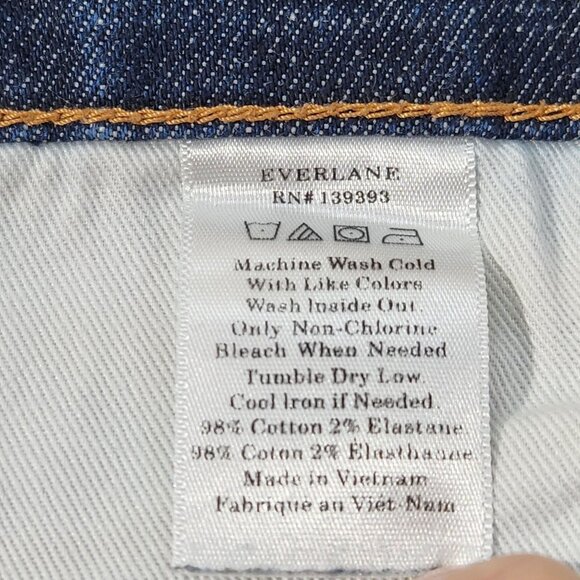 EVERLANE
RN# 139393
Machine Wash Cold
With Like Colors
Wash Inside Out.
Only Non-Chlorine
Bleach When Needed
Tumble Dry Low.
Cool Iron if Needed.
98% Cotton 2% Elastane
98% Coton 2% Elasthanne
Made in Vietnam
Fabriqué au Viêt-Nam